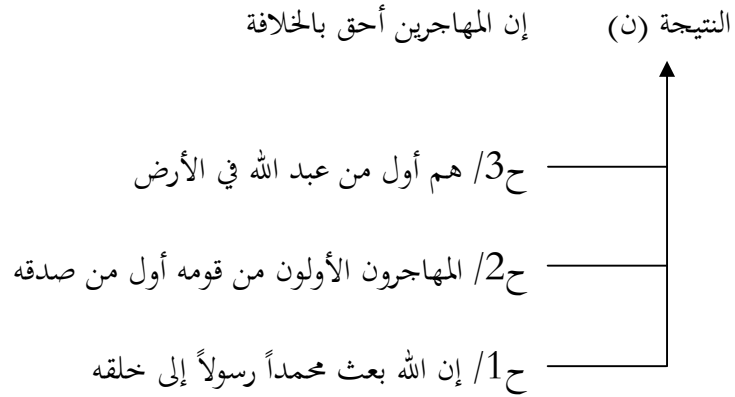 النتيجة (ن) إن المهاجرين أحق بالخلافة
ح3/ هم أول من عبد الله في الأرض
ح2/ المهاجرون الأولون من قومه أول من صدقه
ح1/ إن الله بعث محمداً رسولاً إلى خلقه